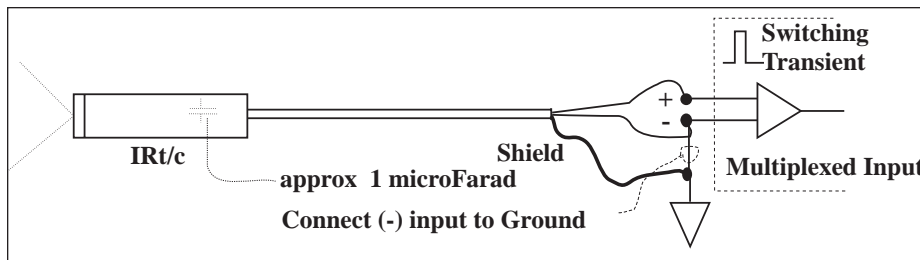 Switching
Transient
+
-
IRt/c
Shield
Multiplexed Input
approx 1 microFarad
Connect (-) input to Ground